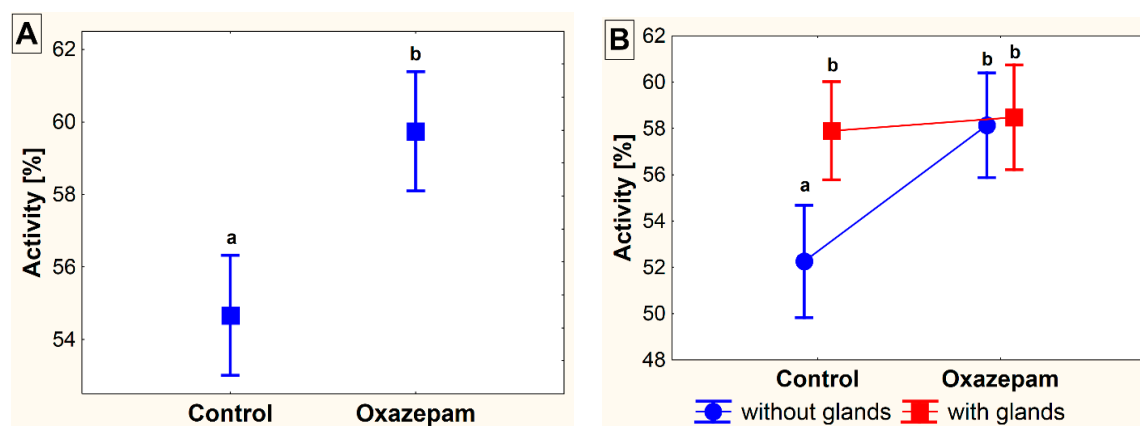 A
Activity [%]
62
60
58
56
54
a
b
Control
Oxazepam
B
Activity [%]
62
60
58
56
54
52
50
48
a
b
b
b
Control
Oxazepam
without glands
with glands